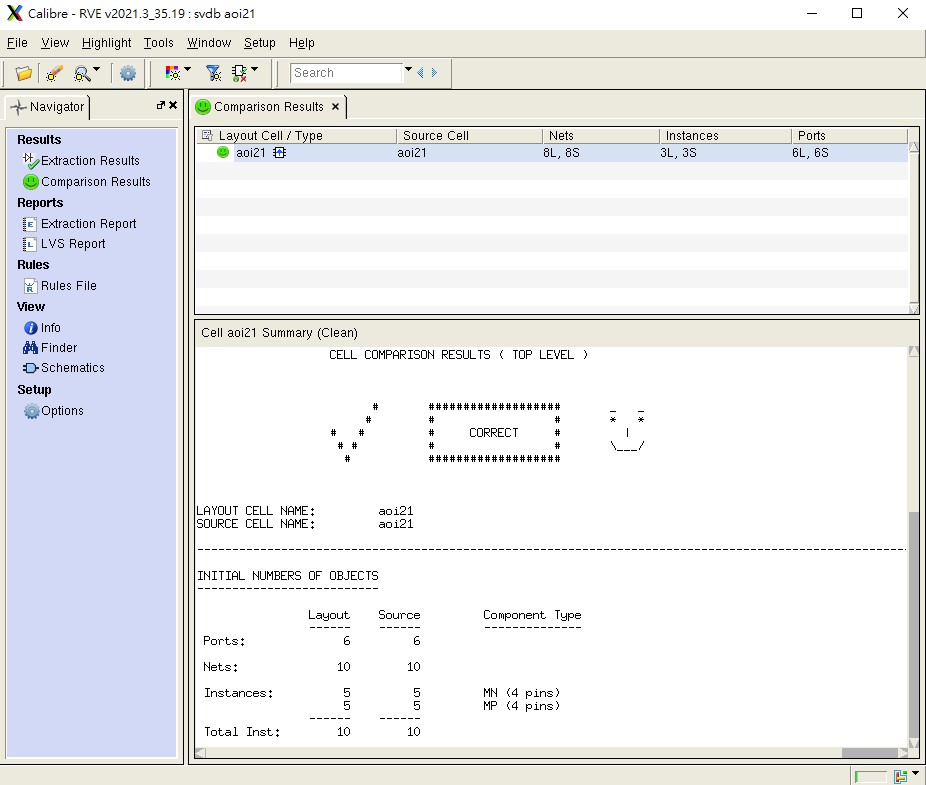 Calibre - RVE v2021.3_35.19 : svdb aoi21
File View Highlight Tools Window Setup Help
Search
Navigator
Results
Extraction Results
Comparison Results
Reports
Extraction Report
LVS Report
Rules
Rules File
View
Info
Finder
Schematics
Setup
Options
Comparison Results
Layout Cell / Type Source Cell Nets Instances Ports
aoi21 aoi21 8L, 8S 3L, 3S 6L, 6S
Cell aoi21 Summary (Clean)
CELL COMPARISON RESULTS ( TOP LEVEL )
# ################### _ _
# # # * *
# # # CORRECT # |
# # # # \___/
# ###################
LAYOUT CELL NAME: aoi21
SOURCE CELL NAME: aoi21
INITIAL NUMBERS OF OBJECTS
Layout Source Component Type
Ports: 6 6
Nets: 10 10
Instances: 5 5 MN (4 pins)
5 5 MP (4 pins)
Total Inst: 10 10